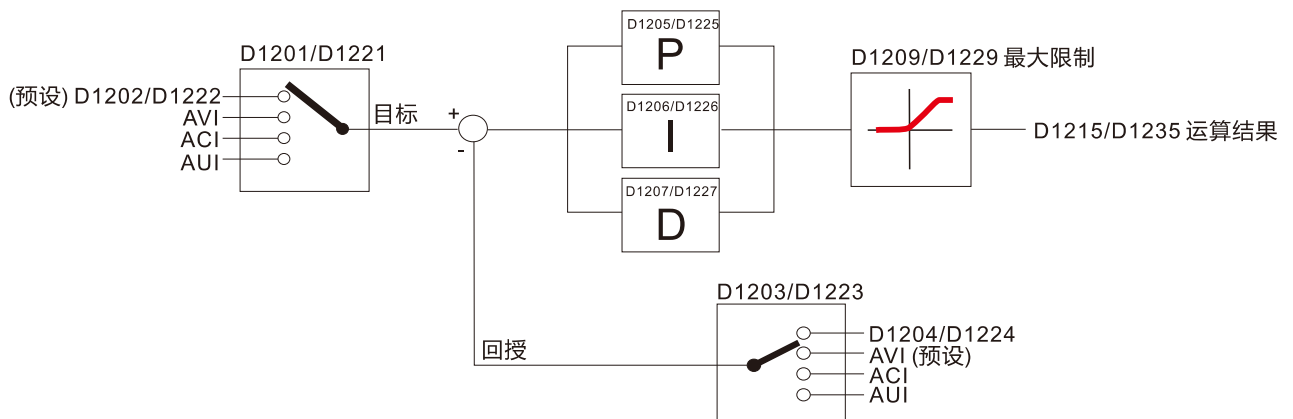 D1201/D1221
(预设) D1202/D1222
AVI
ACI
AUI
目标
+
-
D1205/D1225
P
D1206/D1226
I
D1207/D1227
D
D1209/D1229 最大限制
D1215/D1235 运算结果
回授
D1203/D1223
D1204/D1224
AVI (预设)
ACI
AUI